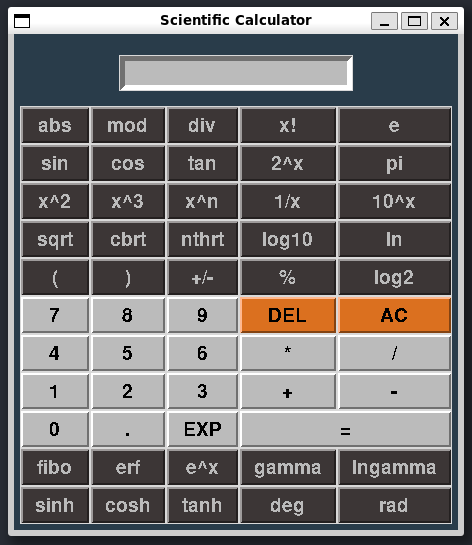 Scientific Calculator
abs mod div x! e
sin cos tan 2^x pi
x^2 x^3 x^n 1/x 10^x
sqrt cbrt nthrt log10 ln
( ) +/- % log2
7 8 9 DEL AC
4 5 6 * /
1 2 3 + -
0 . EXP =
fibo erf e^x gamma lngamma
sinh cosh tanh deg rad